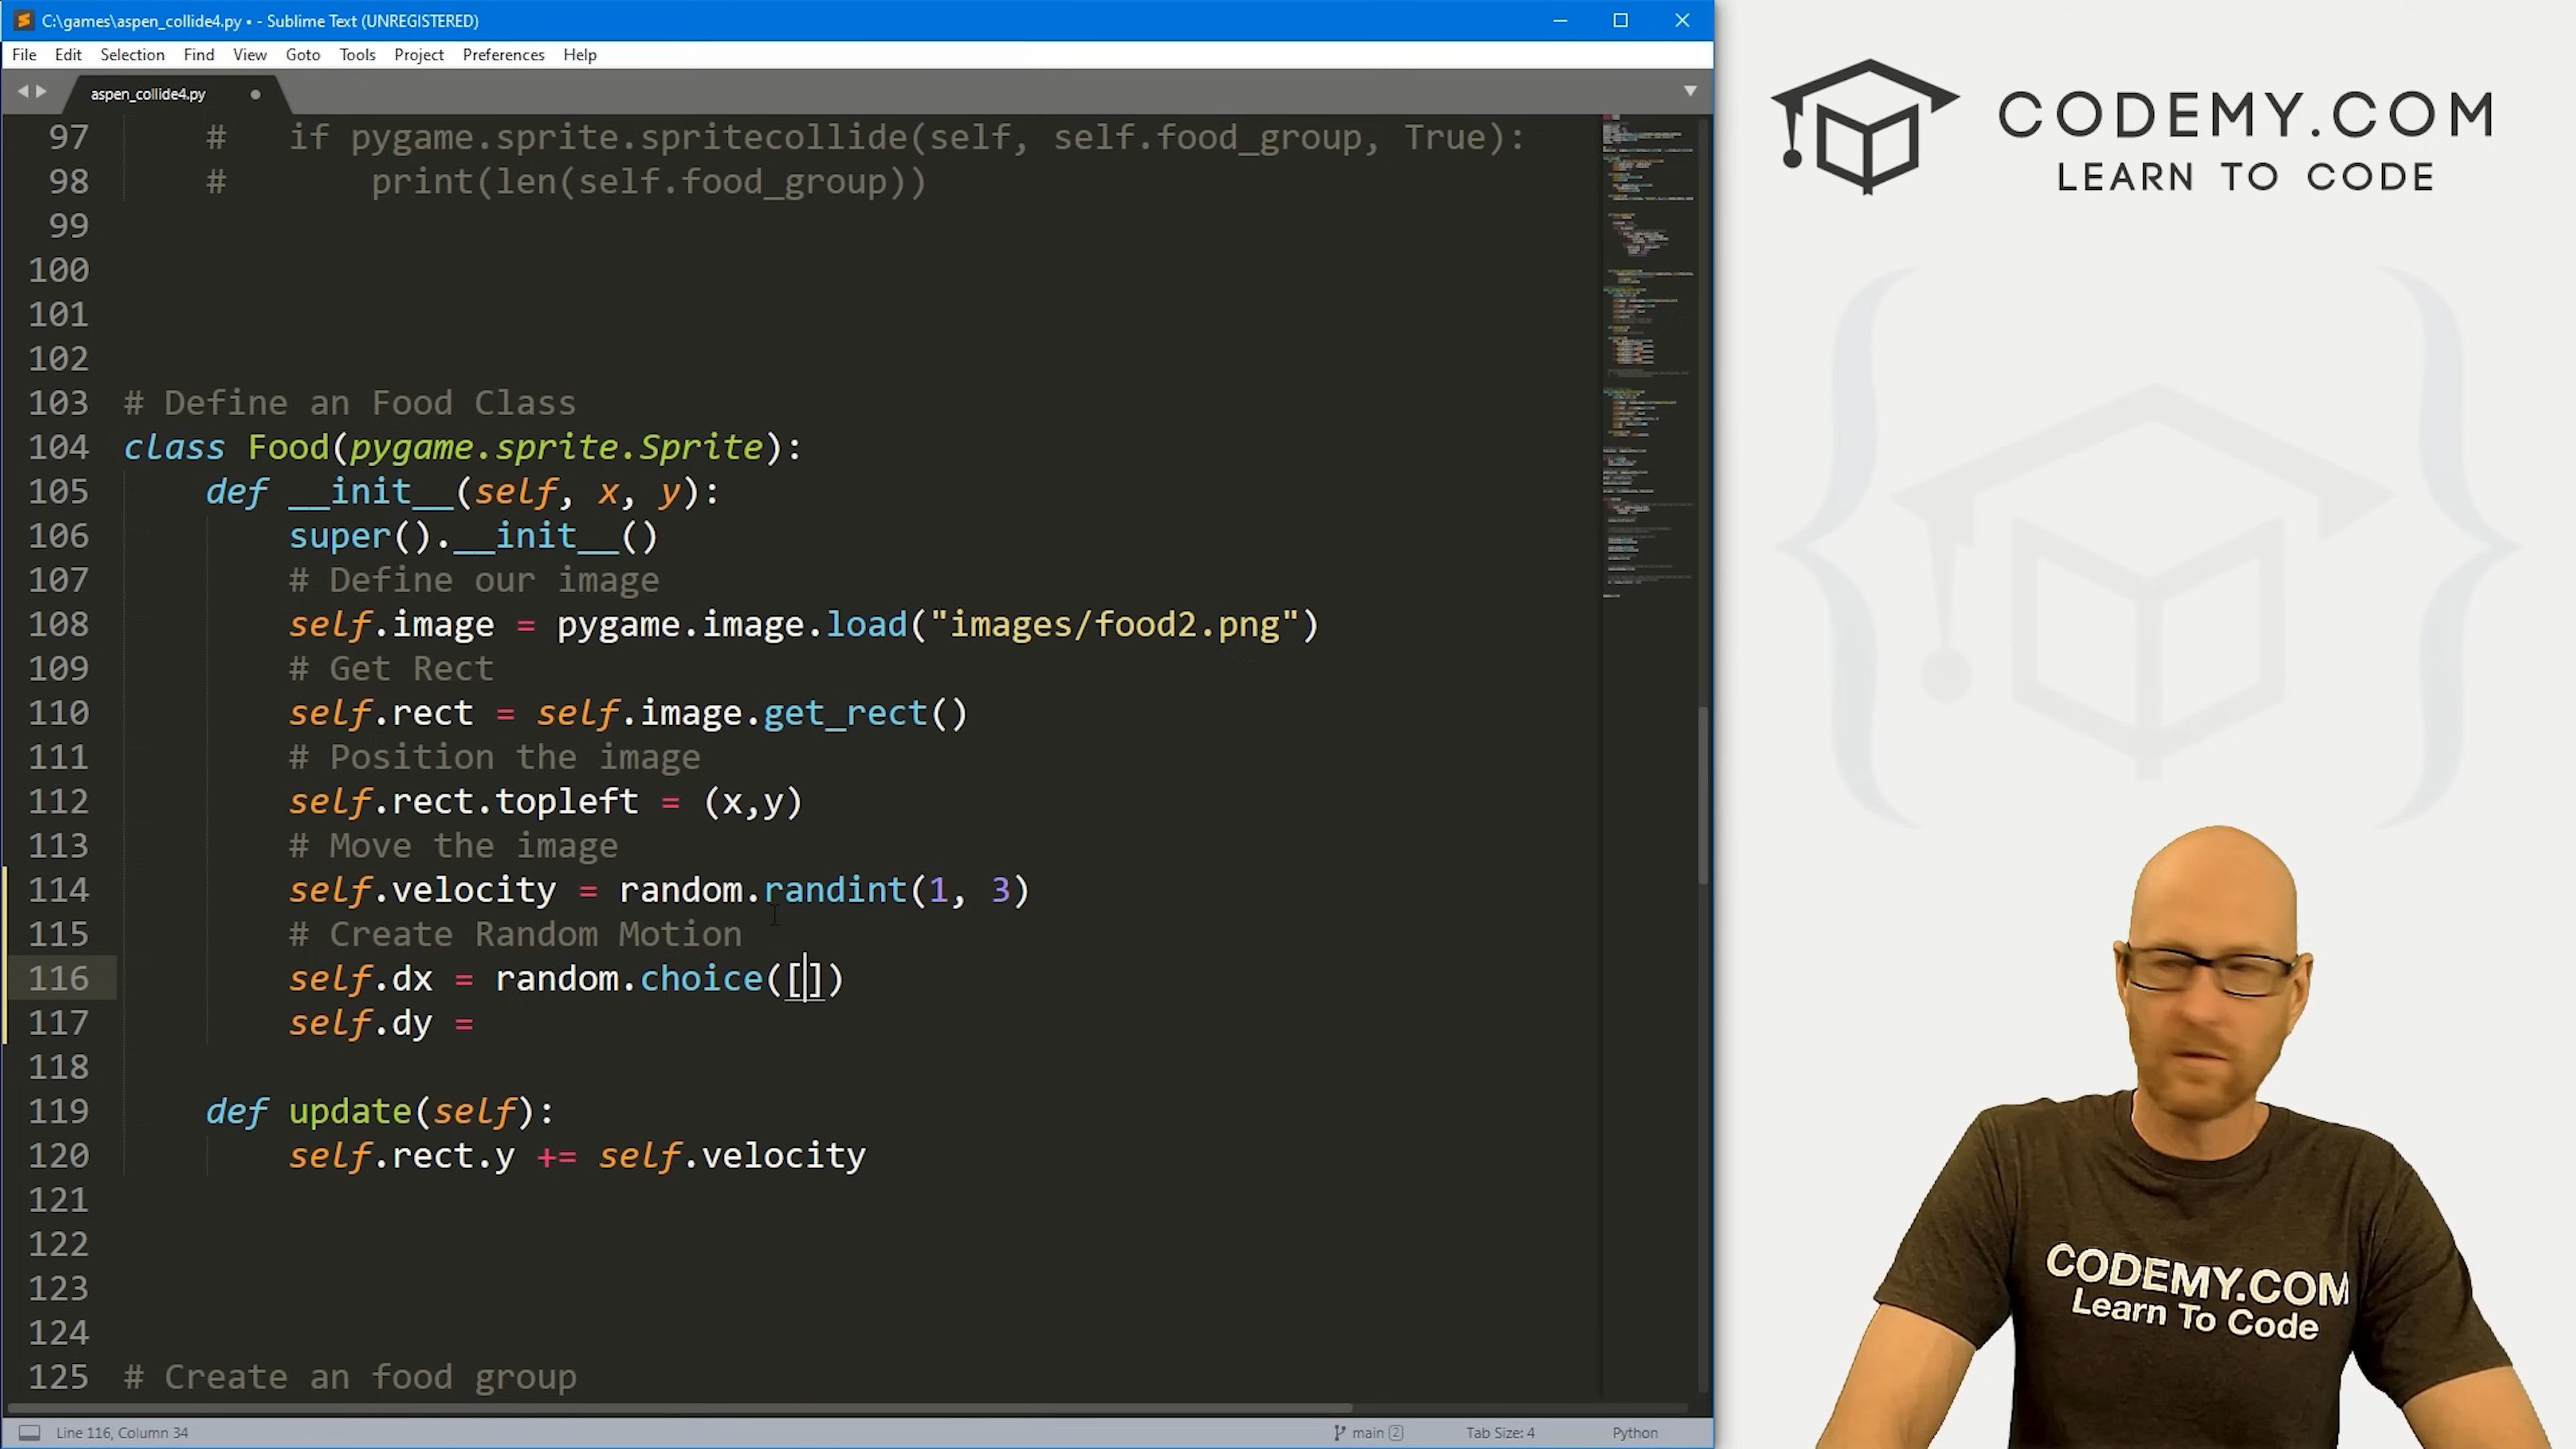 C:\games\aspen_collide4.py • - Sublime Text (UNREGISTERED)
File Edit Selection Find View Goto Tools Project Preferences Help
aspen_collide4.py
97 # if pygame.sprite.spritecollide(self, self.food_group, True):
98 # print(len(self.food_group))
99
100
101
102
103 # Define an Food Class
104 class Food(pygame.sprite.Sprite):
105 def __init__(self, x, y):
106 super().__init__()
107 # Define our image
108 self.image = pygame.image.load("images/food2.png")
109 # Get Rect
110 self.rect = self.image.get_rect()
111 # Position the image
112 self.rect.topleft = (x,y)
113 # Move the image
114 self.velocity = random.randint(1, 3)
115 # Create Random Motion
116 self.dx = random.choice([])
117 self.dy =
118
119 def update(self):
120 self.rect.y += self.velocity
121
122
123
124
125 # Create an food group
Line 116, Column 34
main 2
Tab Size: 4
Python
CODEMY.COM
LEARN TO CODE
CODEMY.COM
Learn To Code